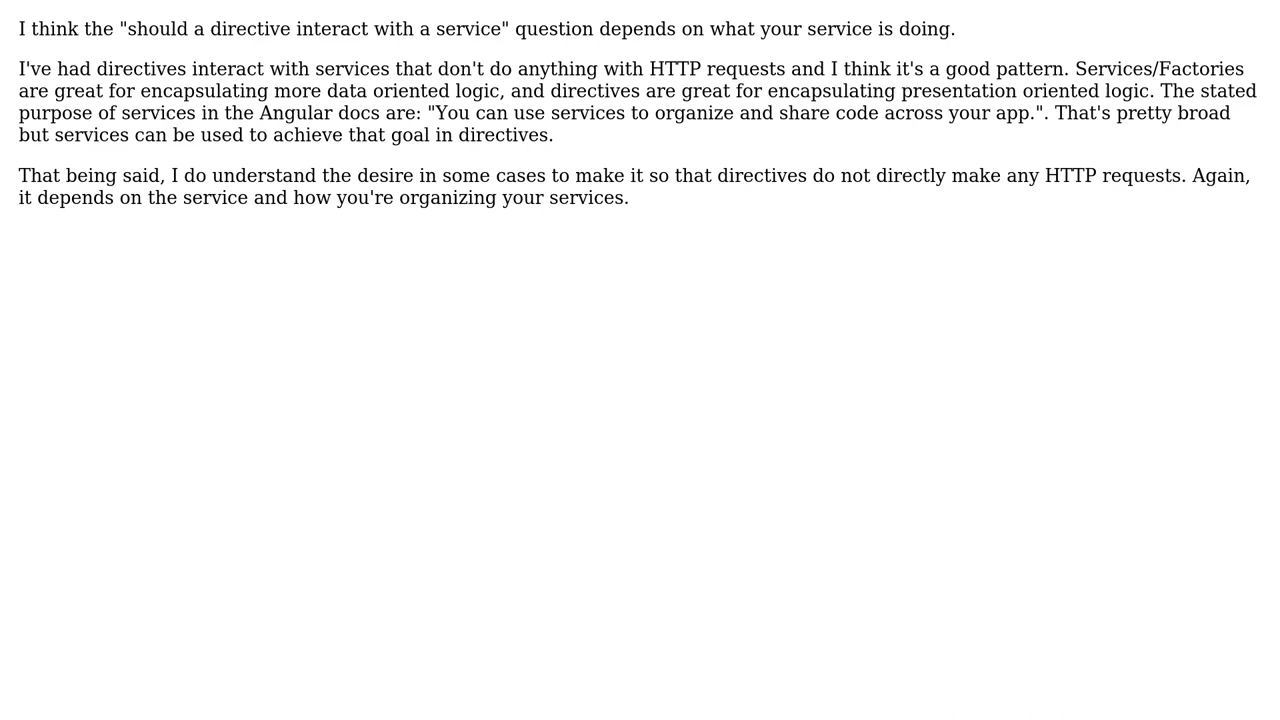 I think the "should a directive interact with a service" question depends on what your service is doing.
I've had directives interact with services that don't do anything with HTTP requests and I think it's a good pattern. Services/Factories
are great for encapsulating more data oriented logic, and directives are great for encapsulating presentation oriented logic. The stated
purpose of services in the Angular docs are: "You can use services to organize and share code across your app.". That's pretty broad
but services can be used to achieve that goal in directives.
That being said, I do understand the desire in some cases to make it so that directives do not directly make any HTTP requests. Again,
it depends on the service and how you're organizing your services.